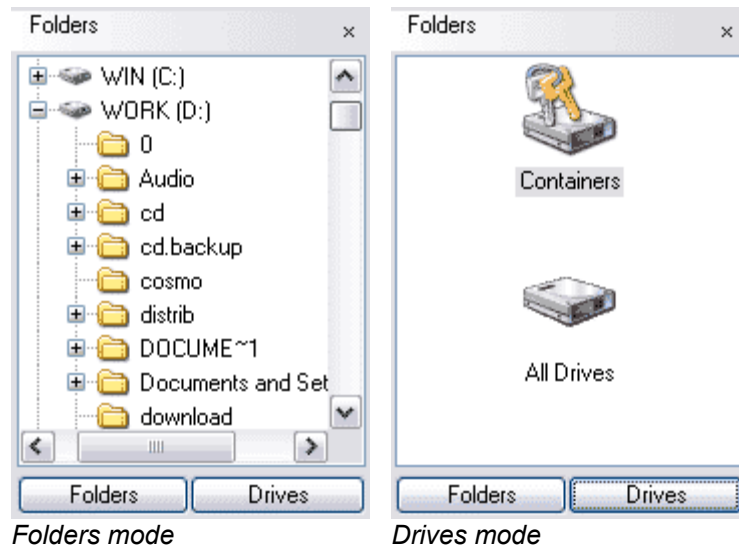 Folders
WIN (C:)
WORK (D:)
0
Audio
cd
cd.backup
cosmo
distrib
DOCUME~1
Documents and Set
download
Folders Drives
Folders mode
Folders
Containers
All Drives
Folders Drives
Drives mode